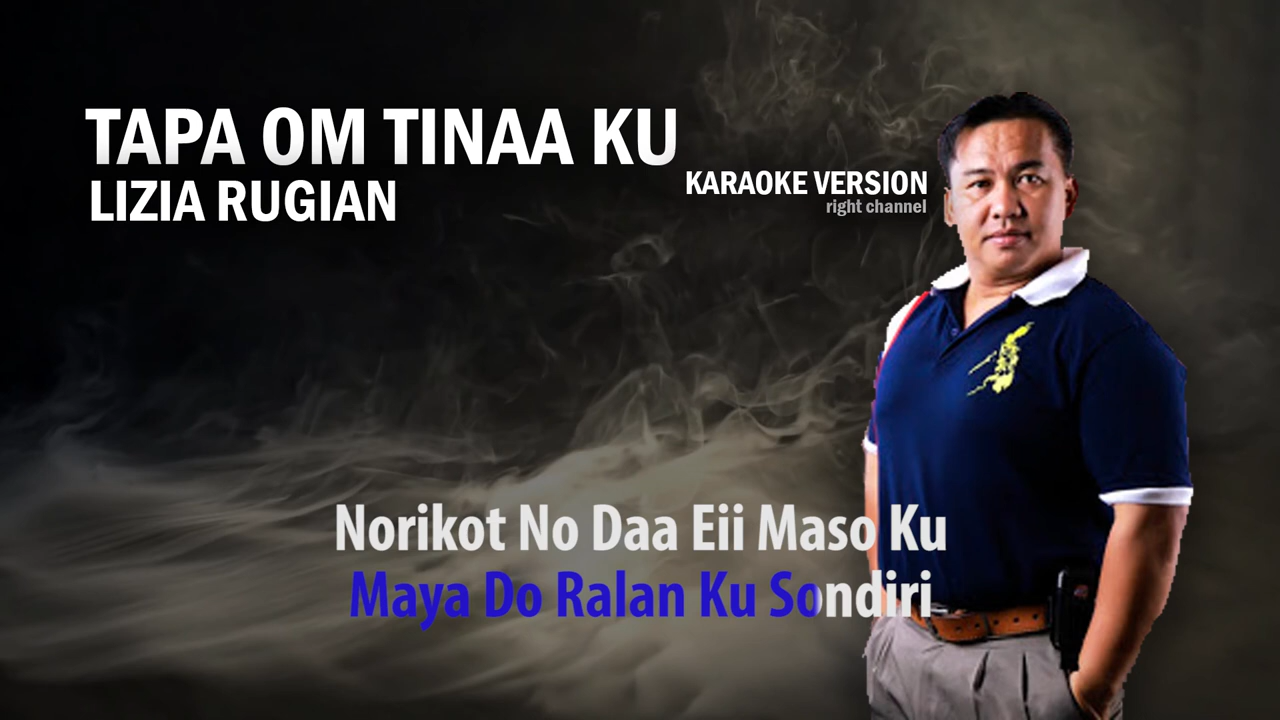 TAPA OM TINAA KU
LIZIA RUGIAN
KARAOKE VERSION
right channel
Norikot No Daa Eii Maso Ku
Maya Do Ralan Ku Sondiri